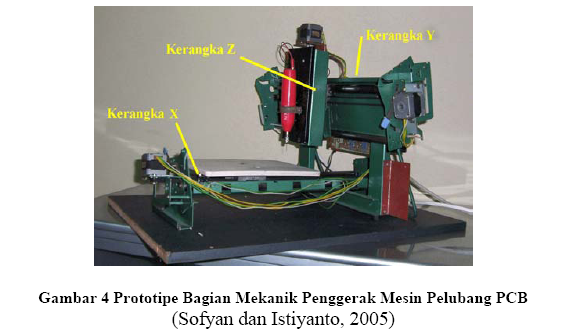 Kerangka Y
Kerangka Z
Kerangka X
Gambar 4 Prototipe Bagian Mekanik Penggerak Mesin Pelubang PCB
(Sofyan dan Istiyanto, 2005)